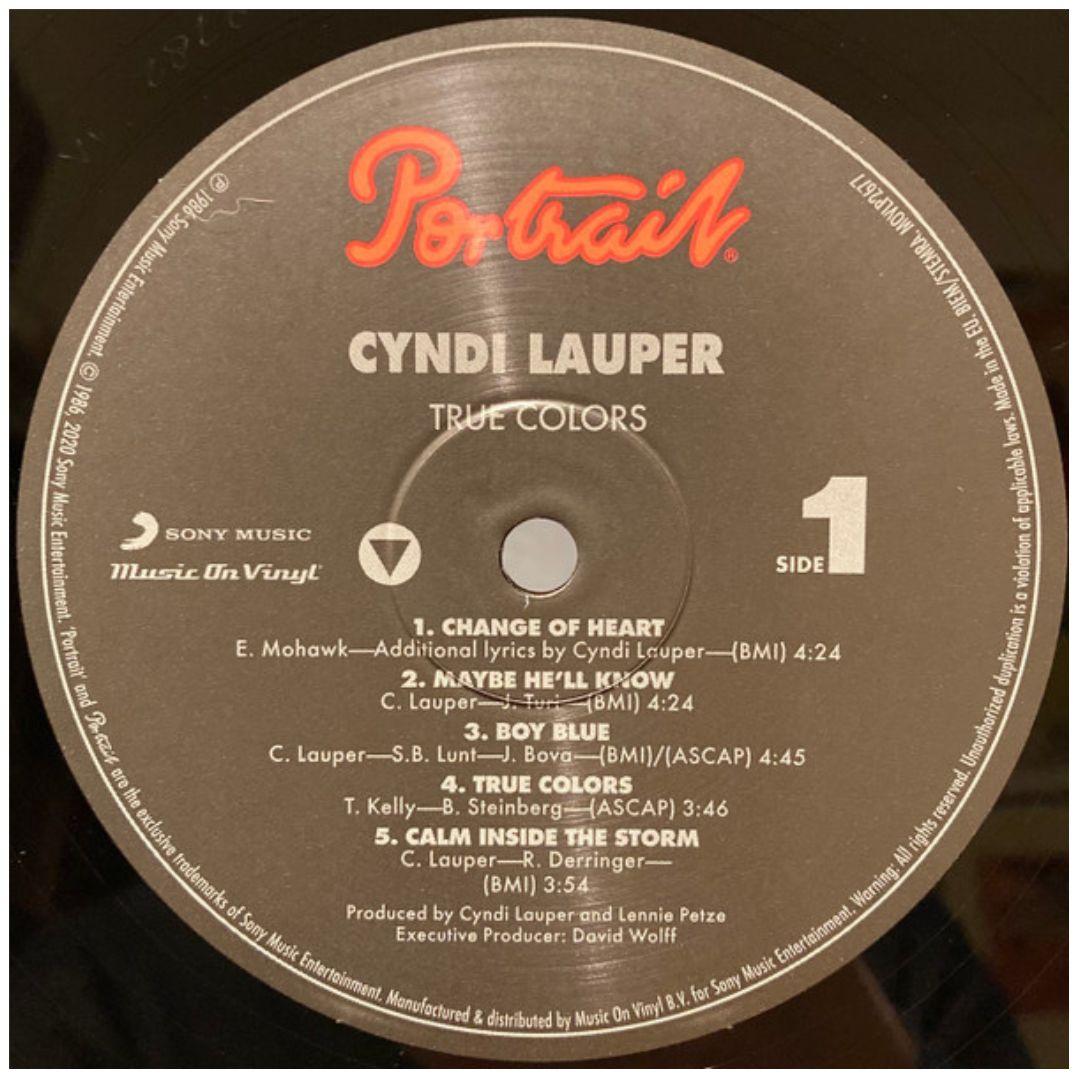 Portrait®
CYNDI LAUPER
TRUE COLORS
SONY MUSIC
Music On Vinyl
SIDE 1
1. CHANGE OF HEART
E. Mohawk—Additional lyrics by Cyndi Lauper—(BMI) 4:24
2. MAYBE HE'LL KNOW
C. Lauper—J. Turi—(BMI) 4:24
3. BOY BLUE
C. Lauper—S.B. Lunt—J. Bova—(BMI)/(ASCAP) 4:45
4. TRUE COLORS
T. Kelly—B. Steinberg—(ASCAP) 3:46
5. CALM INSIDE THE STORM
C. Lauper—R. Derringer—
(BMI) 3:54
Produced by Cyndi Lauper and Lennie Petze
Executive Producer: David Wolff
℗ 1986 Sony Music Entertainment. © 1986, 2020 Sony Music Entertainment. 'Portrait' and Portrait are the exclusive trademarks of Sony Music Entertainment. Manufactured & distributed by Music On Vinyl B.V. for Sony Music Entertainment. Warning: All rights reserved. Unauthorized duplication is a violation of applicable laws. Made in the EU. BIEM/STEMRA. MOVLP2677